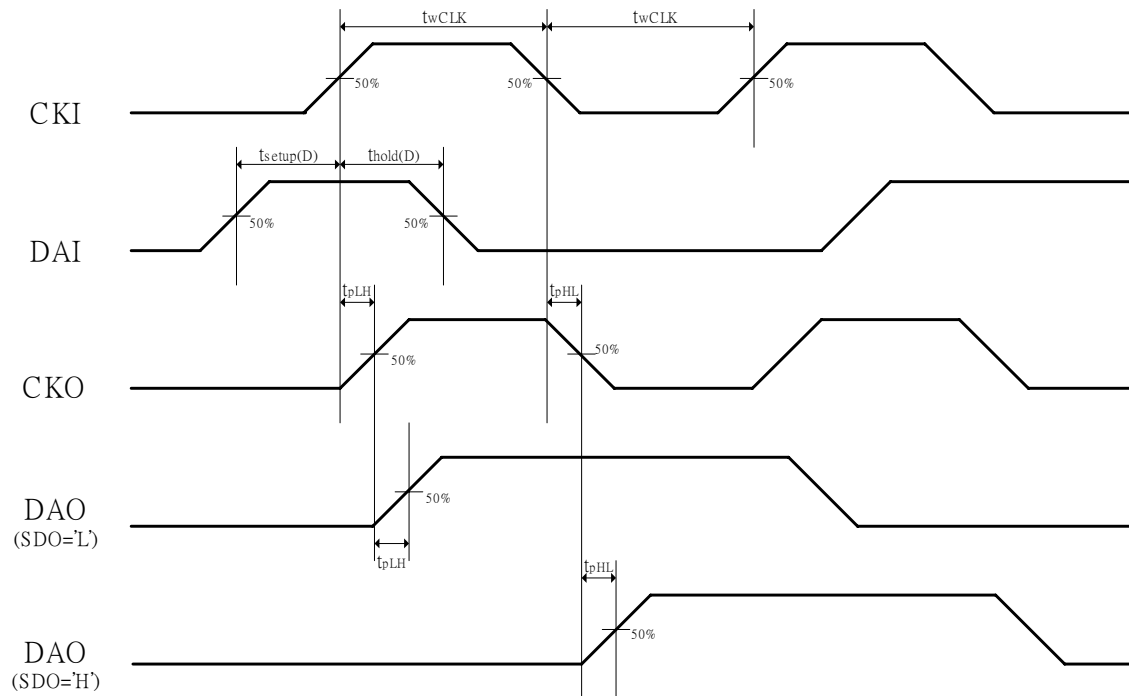 twCLK twCLK
CKI 50% 50% 50%
tsetup(D) thold(D)
DAI 50% 50%
tpLH tpHL
CKO 50% 50%
DAO
(SDO='L')
50%
tpLH
tpHL
DAO
(SDO='H')
50%